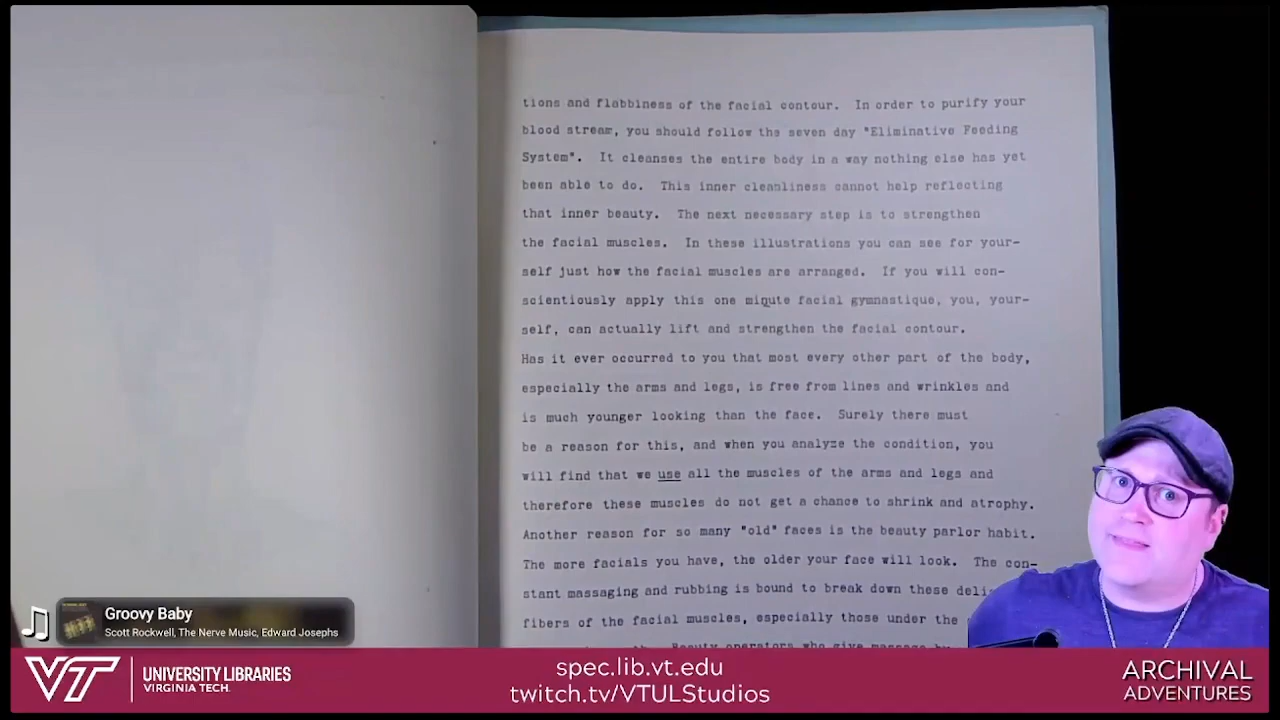 tions and flabbiness of the facial contour. In order to purify your
blood stream, you should follow the seven day "Eliminative Feeding
System". It cleanses the entire body in a way nothing else has yet
been able to do. This inner cleanliness cannot help reflecting
that inner beauty. The next necessary step is to strengthen
the facial muscles. In these illustrations you can see for your-
self just how the facial muscles are arranged. If you will con-
scientiously apply this one minute facial gymnastique, you, your-
self, can actually lift and strengthen the facial contour.
Has it ever occurred to you that most every other part of the body,
especially the arms and legs, is free from lines and wrinkles and
is much younger looking than the face. Surely there must
be a reason for this, and when you analyze the condition, you
will find that we use all the muscles of the arms and legs and
therefore these muscles do not get a chance to shrink and atrophy.
Another reason for so many "old" faces is the beauty parlor habit.
The more facials you have, the older your face will look. The con-
stant massaging and rubbing is bound to break down these
fibers of the facial muscles, especially those under the
Beauty operators who give massage
Groovy Baby
Scott Rockwell, The Nerve Music, Edward Josephs
VT UNIVERSITY LIBRARIES
VIRGINIA TECH.
spec.lib.vt.edu
twitch.tv/VTULStudios
ARCHIVAL
ADVENTURES